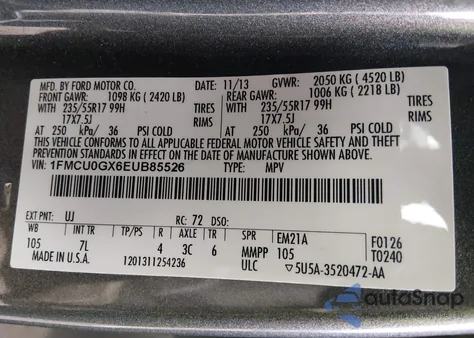 MFD. BY FORD MOTOR CO. DATE: 11/13 GVWR: 2050 KG (4520 LB)
FRONT GAWR: 1098 KG (2420 LB) REAR GAWR: 1006 KG (2218 LB)
235/55R17 99H TIRES 235/55R17 99H TIRES
17X7.5J RIMS 17X7.5J RIMS
AT 250 kPa/ 36 PSI COLD AT 250 kPa/ 36 PSI COLD
THIS VEHICLE CONFORMS TO ALL APPLICABLE FEDERAL MOTOR VEHICLE SAFETY, BUMPER, AND THEFT PREVENTION STANDARDS IN EFFECT ON THE DATE OF MANUFACTURE SHOWN ABOVE.
VIN: 1FMCU0GX6EUB85526 TYPE: MPV
EXT PNT: UJ RC: 72 DSO:
WB INT TR TP/PS R AXLE TR SPR EM21A F0126
105 7L 4 3C 6 MMPP 105 T0240
1201311254236 ULC 5U5A-3520472-AA
autoSnap